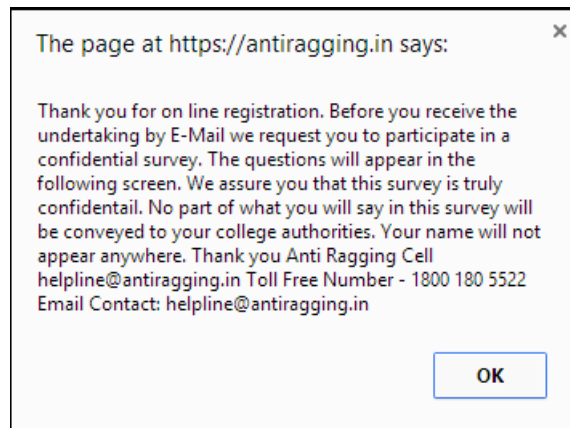 The page at https://antiragging.in says:
Thank you for on line registration. Before you receive the
undertaking by E-Mail we request you to participate in a
confidential survey. The questions will appear in the
following screen. We assure you that this survey is truly
confidentail. No part of what you will say in this survey will
be conveyed to your college authorities. Your name will not
appear anywhere. Thank you Anti Ragging Cell
helpline@antiragging.in Toll Free Number - 1800 180 5522
Email Contact: helpline@antiragging.in
OK